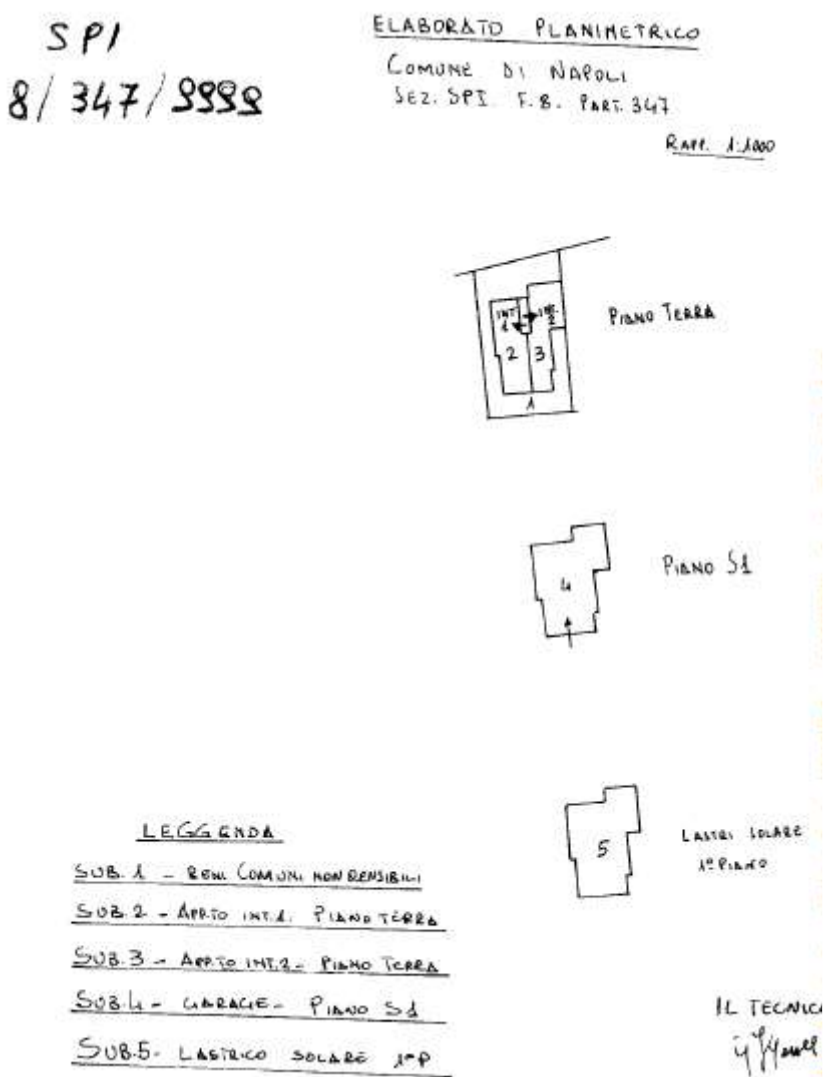 SPI
8/347/9999
ELABORATO PLANIMETRICO
COMUNE DI NAPOLI
SEZ. SPI. F. 8. PART. 347
RAPP. 1:1000
INT. 1
INT. 2
2
3
1
PIANO TERRA
4
PIANO S1
5
LASTRI SOLARE
1º PIANO
LEGGENDA
SUB. 1 - BENI COMUNI NON CENSIBILI
SUB. 2 - APP.TO INT.1. PIANO TERRA
SUB. 3 - APP.TO INT.2 - PIANO TERRA
SUB.4 - GARAGE - PIANO S1
SUB.5 - LASTRICO SOLARE 1º P
IL TECNICO